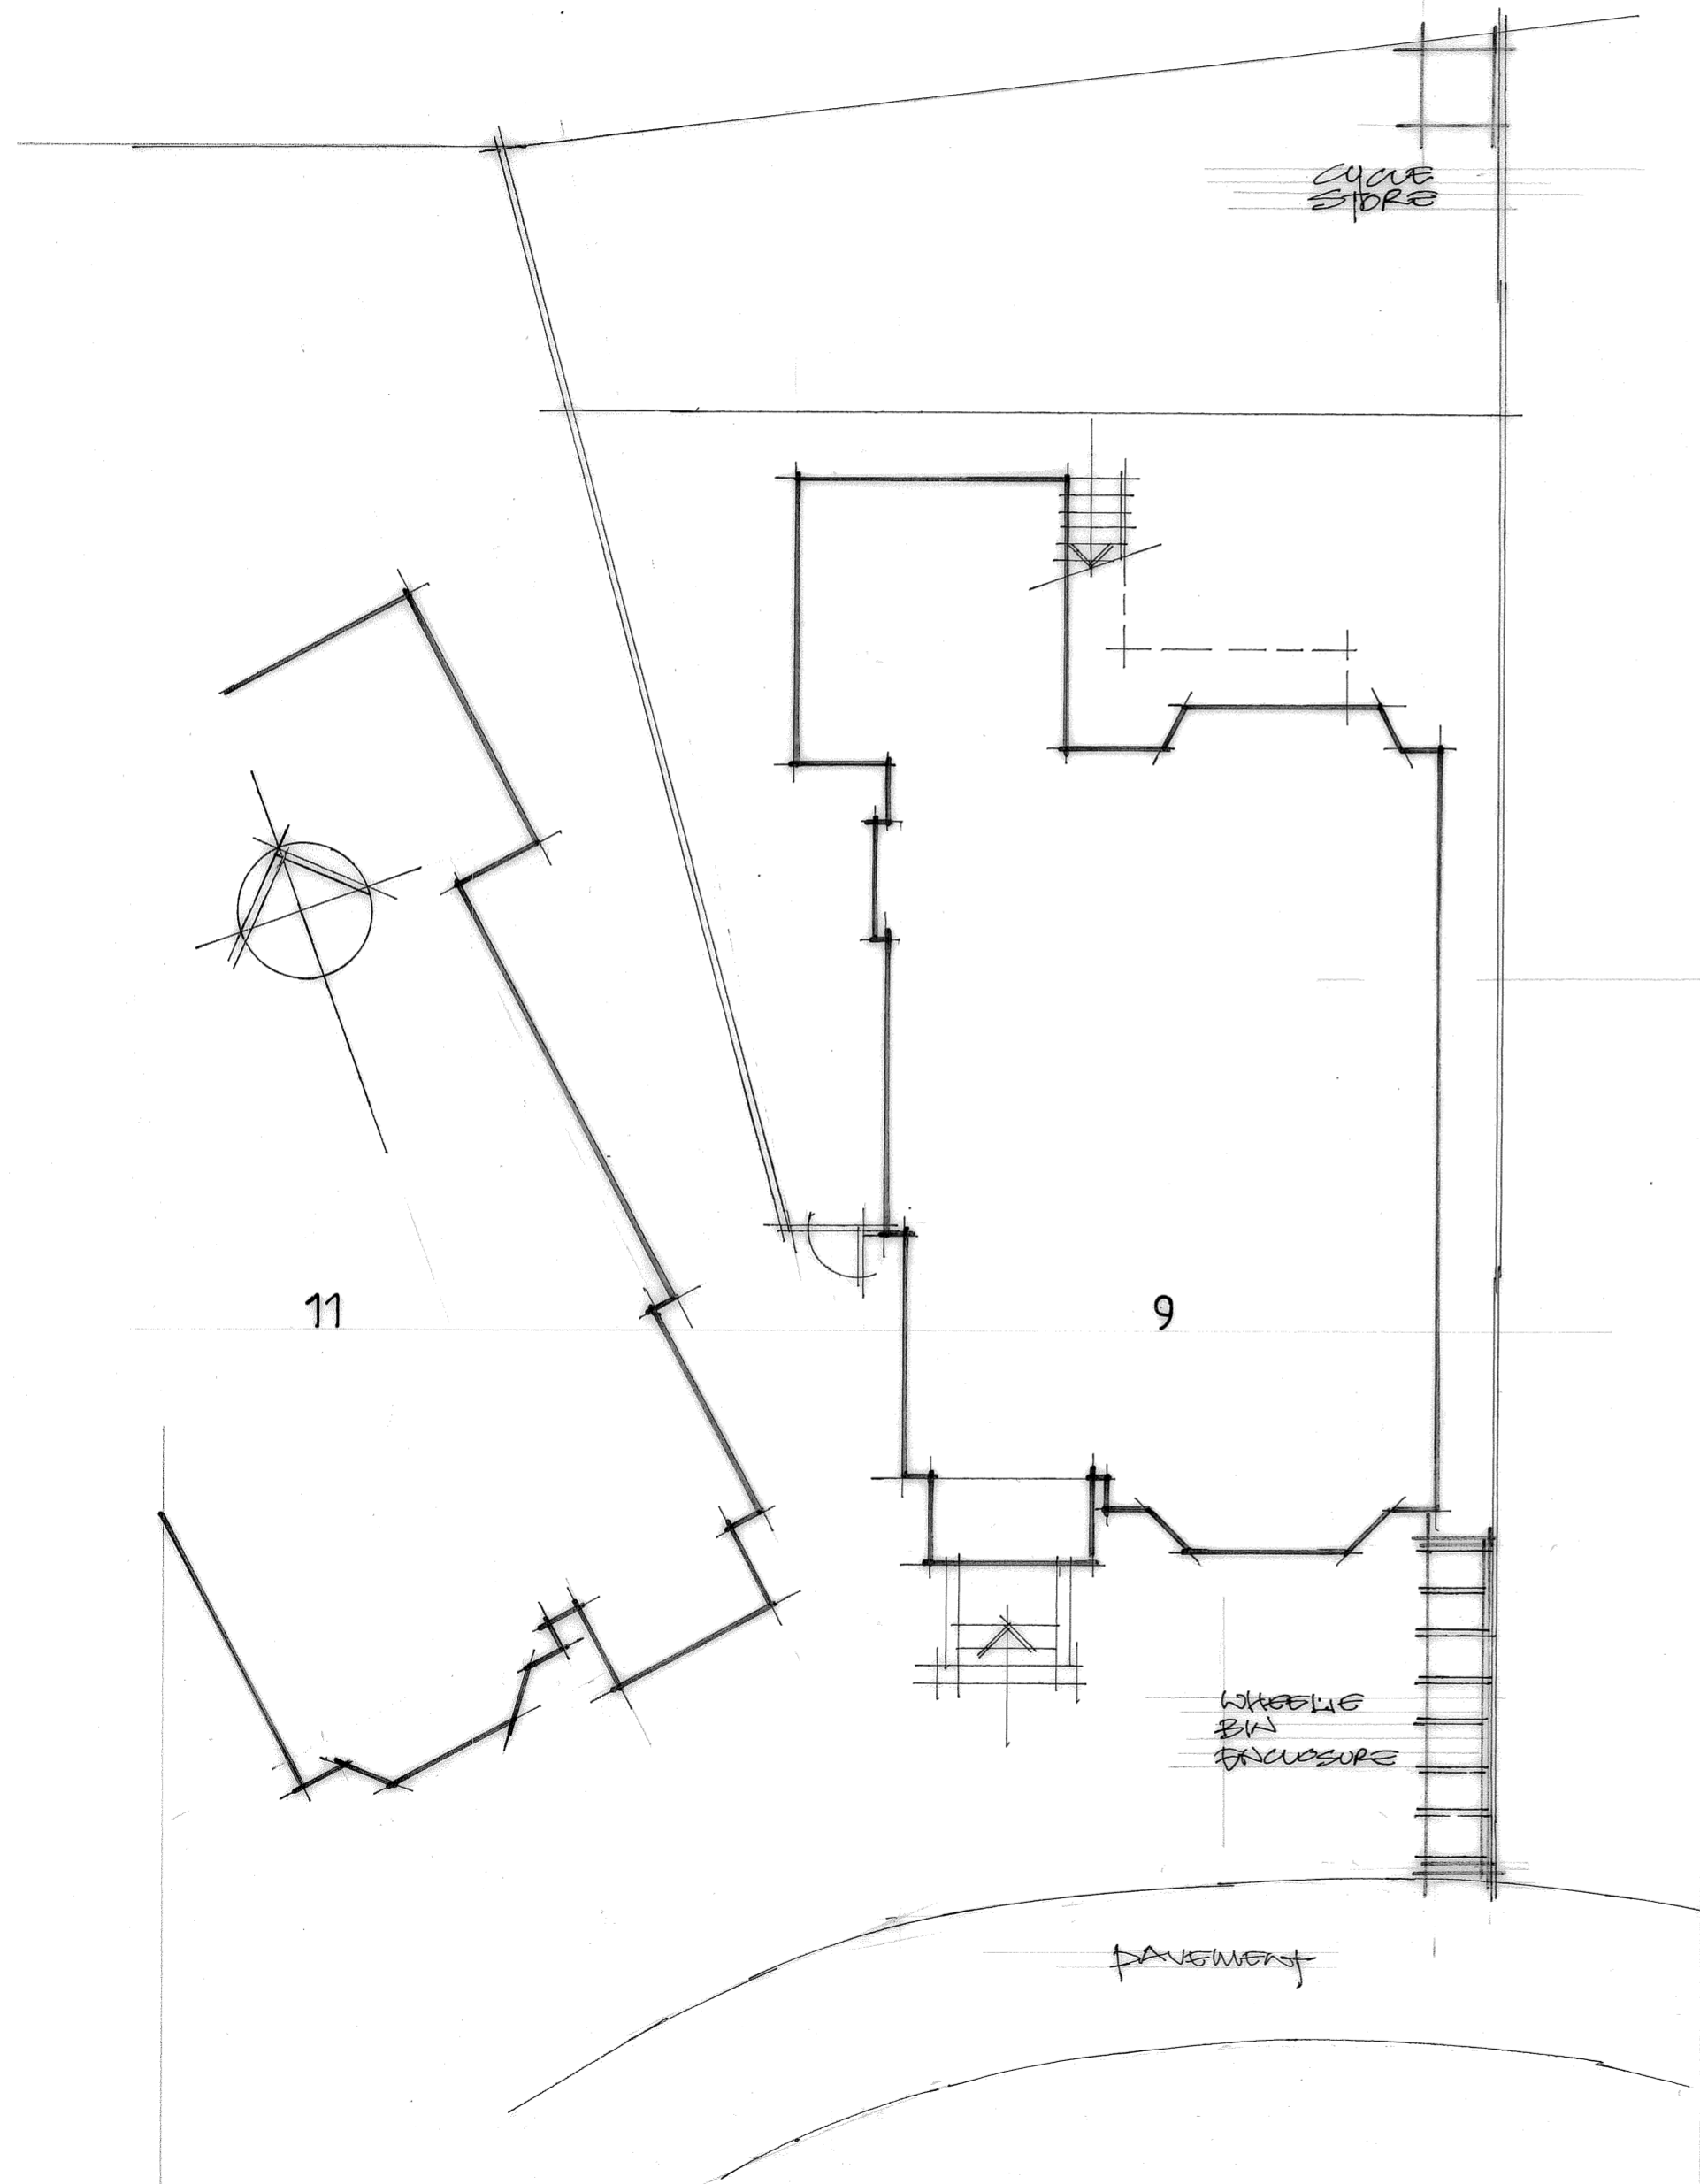 CYCLE
STORE
11
9
WHEELIE
BIN
ENCLOSURE
PAVEMENT